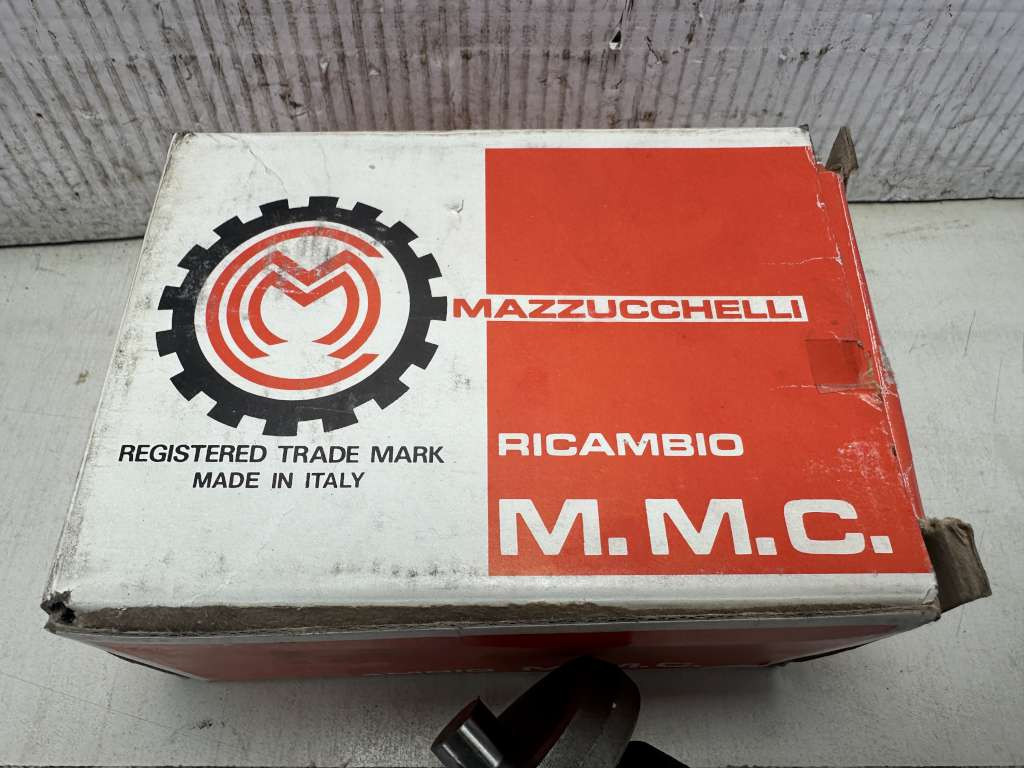 MAZZUCCHELLI
REGISTERED TRADE MARK
MADE IN ITALY
RICAMBIO
M.M.C.
M.M.C.